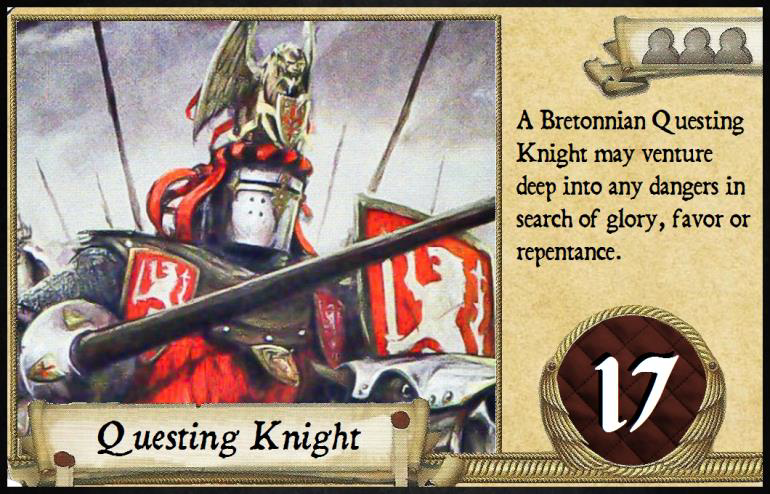 A Bretonnian Questing
Knight may venture
deep into any dangers in
search of glory, favor or
repentance.
17
Questing Knight